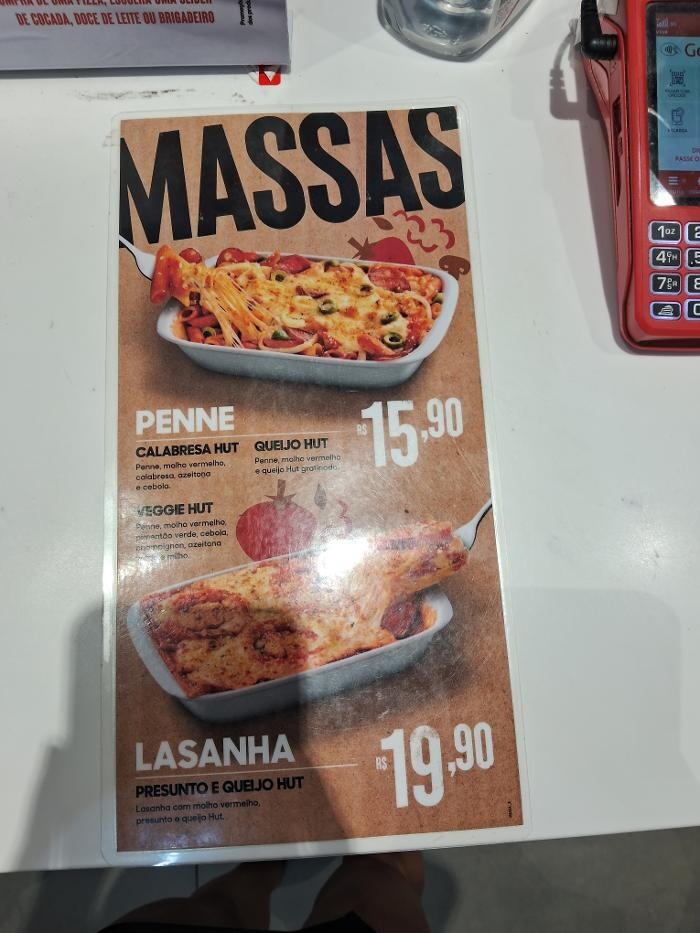 DE COCADA, DOCE DE LEITE OU BRIGADEIRO
MASSAS
PENNE
R$ 15,90
CALABRESA HUT
Penne, molho vermelho,
calabresa, azeitona
e cebola.
QUEIJO HUT
Penne, molho vermelho
e queijo Hut gratinado.
VEGGIE HUT
Penne, molho vermelho,
pimentão verde, cebola,
champignon, azeitona
e milho.
LASANHA
R$ 19,90
PRESUNTO E QUEIJO HUT
Lasanha com molho vermelho,
presunto e queijo Hut.